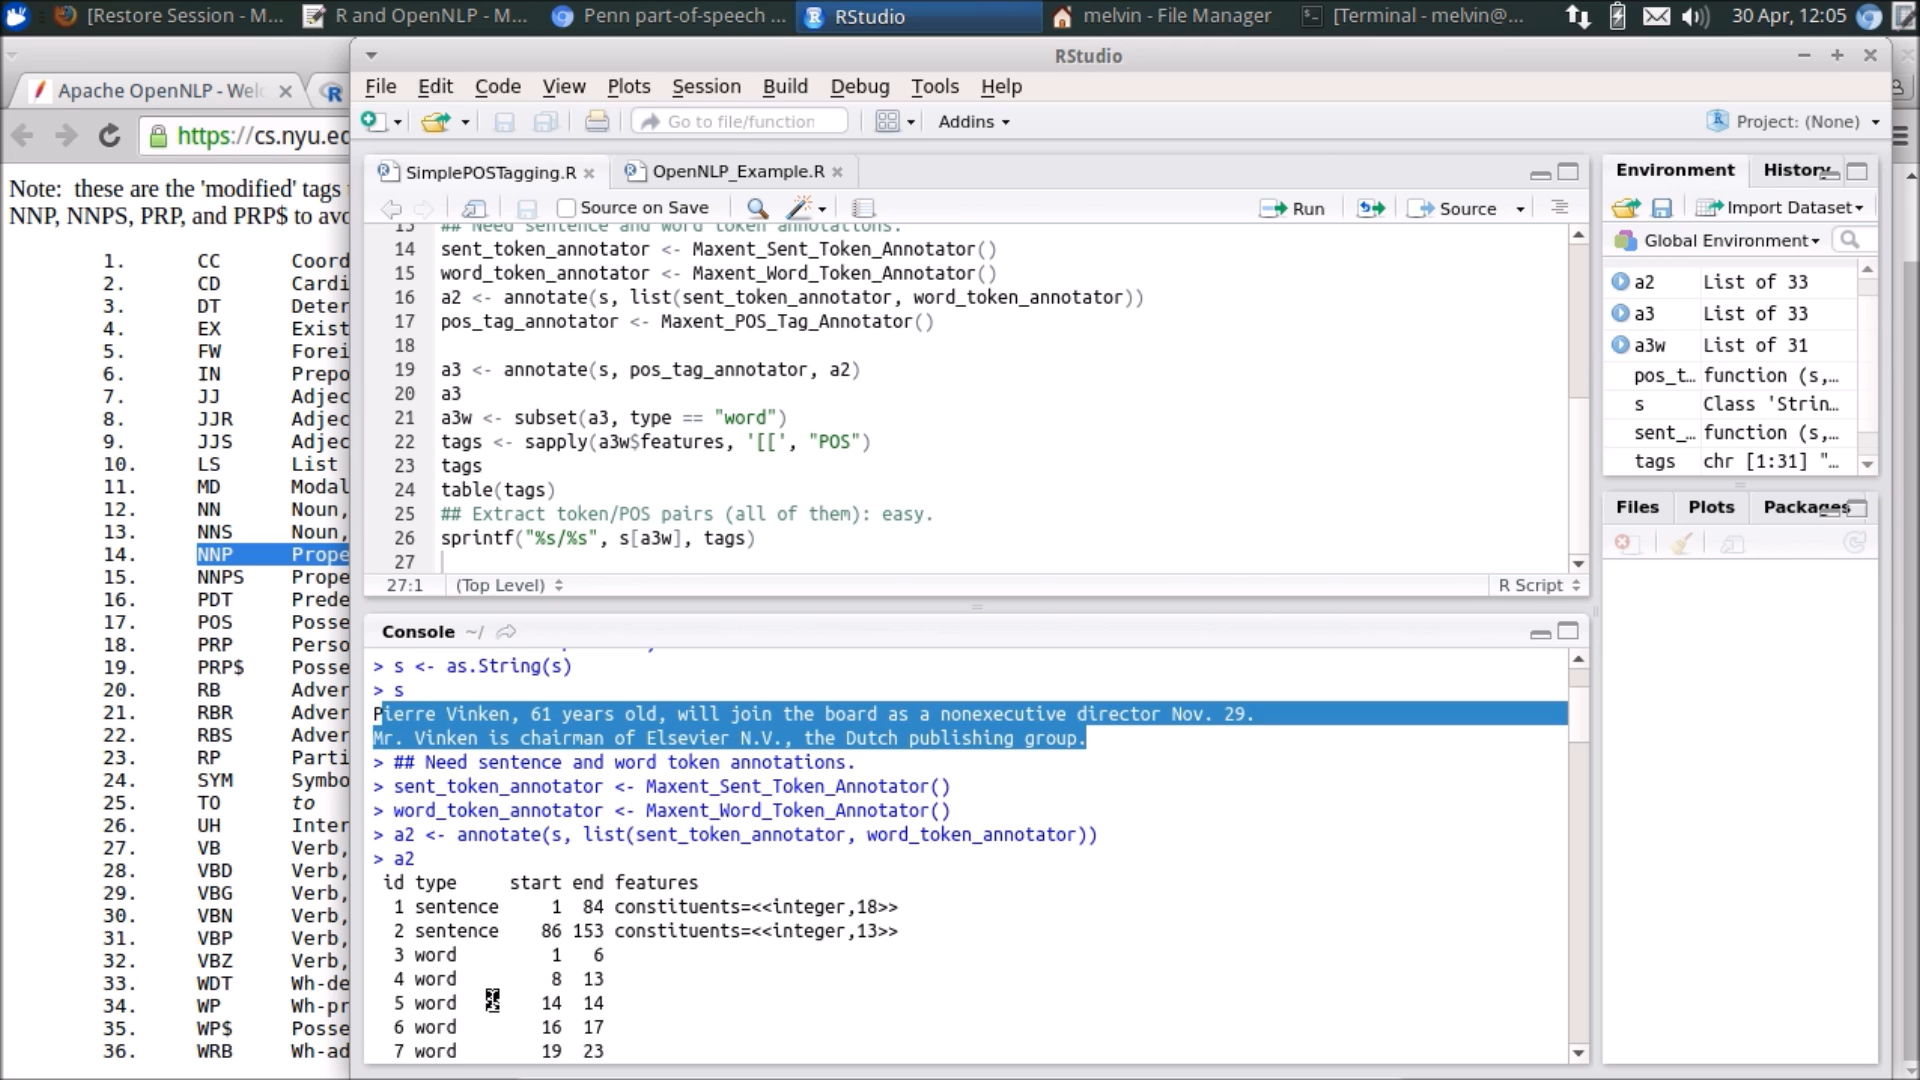 [Restore Session - M... R and OpenNLP - M... Penn part-of-speech ... RStudio melvin - File Manager [Terminal - melvin@... 30 Apr, 12:05
Apache OpenNLP - Welc
https://cs.nyu.ed
Note: these are the 'modified' tags
NNP, NNPS, PRP, and PRP$ to avo
1. CC Coord
2. CD Cardi
3. DT Deter
4. EX Exist
5. FW Forei
6. IN Prepo
7. JJ Adjec
8. JJR Adjec
9. JJS Adjec
10. LS List
11. MD Modal
12. NN Noun,
13. NNS Noun,
14. NNP Prope
15. NNPS Prope
16. PDT Prede
17. POS Posse
18. PRP Perso
19. PRP$ Posse
20. RB Adver
21. RBR Adver
22. RBS Adver
23. RP Parti
24. SYM Symbo
25. TO to
26. UH Inter
27. VB Verb,
28. VBD Verb,
29. VBG Verb,
30. VBN Verb,
31. VBP Verb,
32. VBZ Verb,
33. WDT Wh-de
34. WP Wh-pr
35. WP$ Posse
36. WRB Wh-ad
RStudio
File Edit Code View Plots Session Build Debug Tools Help
Go to file/function Addins Project: (None)
SimplePOSTagging.R OpenNLP_Example.R
Source on Save Run Source
13 ## Need sentence and word token annotations.
14 sent_token_annotator <- Maxent_Sent_Token_Annotator()
15 word_token_annotator <- Maxent_Word_Token_Annotator()
16 a2 <- annotate(s, list(sent_token_annotator, word_token_annotator))
17 pos_tag_annotator <- Maxent_POS_Tag_Annotator()
18
19 a3 <- annotate(s, pos_tag_annotator, a2)
20 a3
21 a3w <- subset(a3, type == "word")
22 tags <- sapply(a3w$features, '[[', "POS")
23 tags
24 table(tags)
25 ## Extract token/POS pairs (all of them): easy.
26 sprintf("%s/%s", s[a3w], tags)
27
27:1 (Top Level) R Script
Console ~/
> s <- as.String(s)
> s
Pierre Vinken, 61 years old, will join the board as a nonexecutive director Nov. 29.
Mr. Vinken is chairman of Elsevier N.V., the Dutch publishing group.
> ## Need sentence and word token annotations.
> sent_token_annotator <- Maxent_Sent_Token_Annotator()
> word_token_annotator <- Maxent_Word_Token_Annotator()
> a2 <- annotate(s, list(sent_token_annotator, word_token_annotator))
> a2
id type start end features
1 sentence 1 84 constituents=<<integer,18>>
2 sentence 86 153 constituents=<<integer,13>>
3 word 1 6
4 word 8 13
5 word 14 14
6 word 16 17
7 word 19 23
Environment History
Import Dataset
Global Environment
a2 List of 33
a3 List of 33
a3w List of 31
pos_t… function (s,…
s Class 'Strin…
sent_… function (s,…
tags chr [1:31] "…
Files Plots Packages